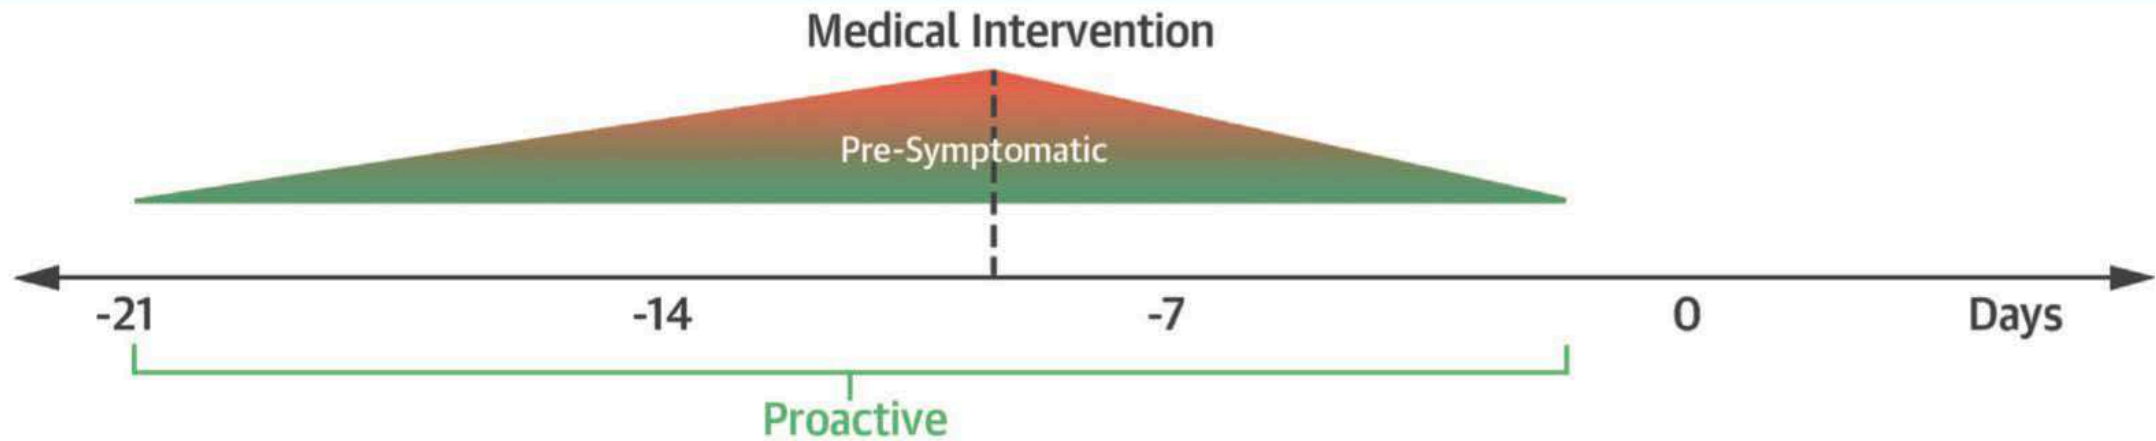 Medical Intervention
Pre-Symptomatic
-21 -14 -7 0 Days
Proactive